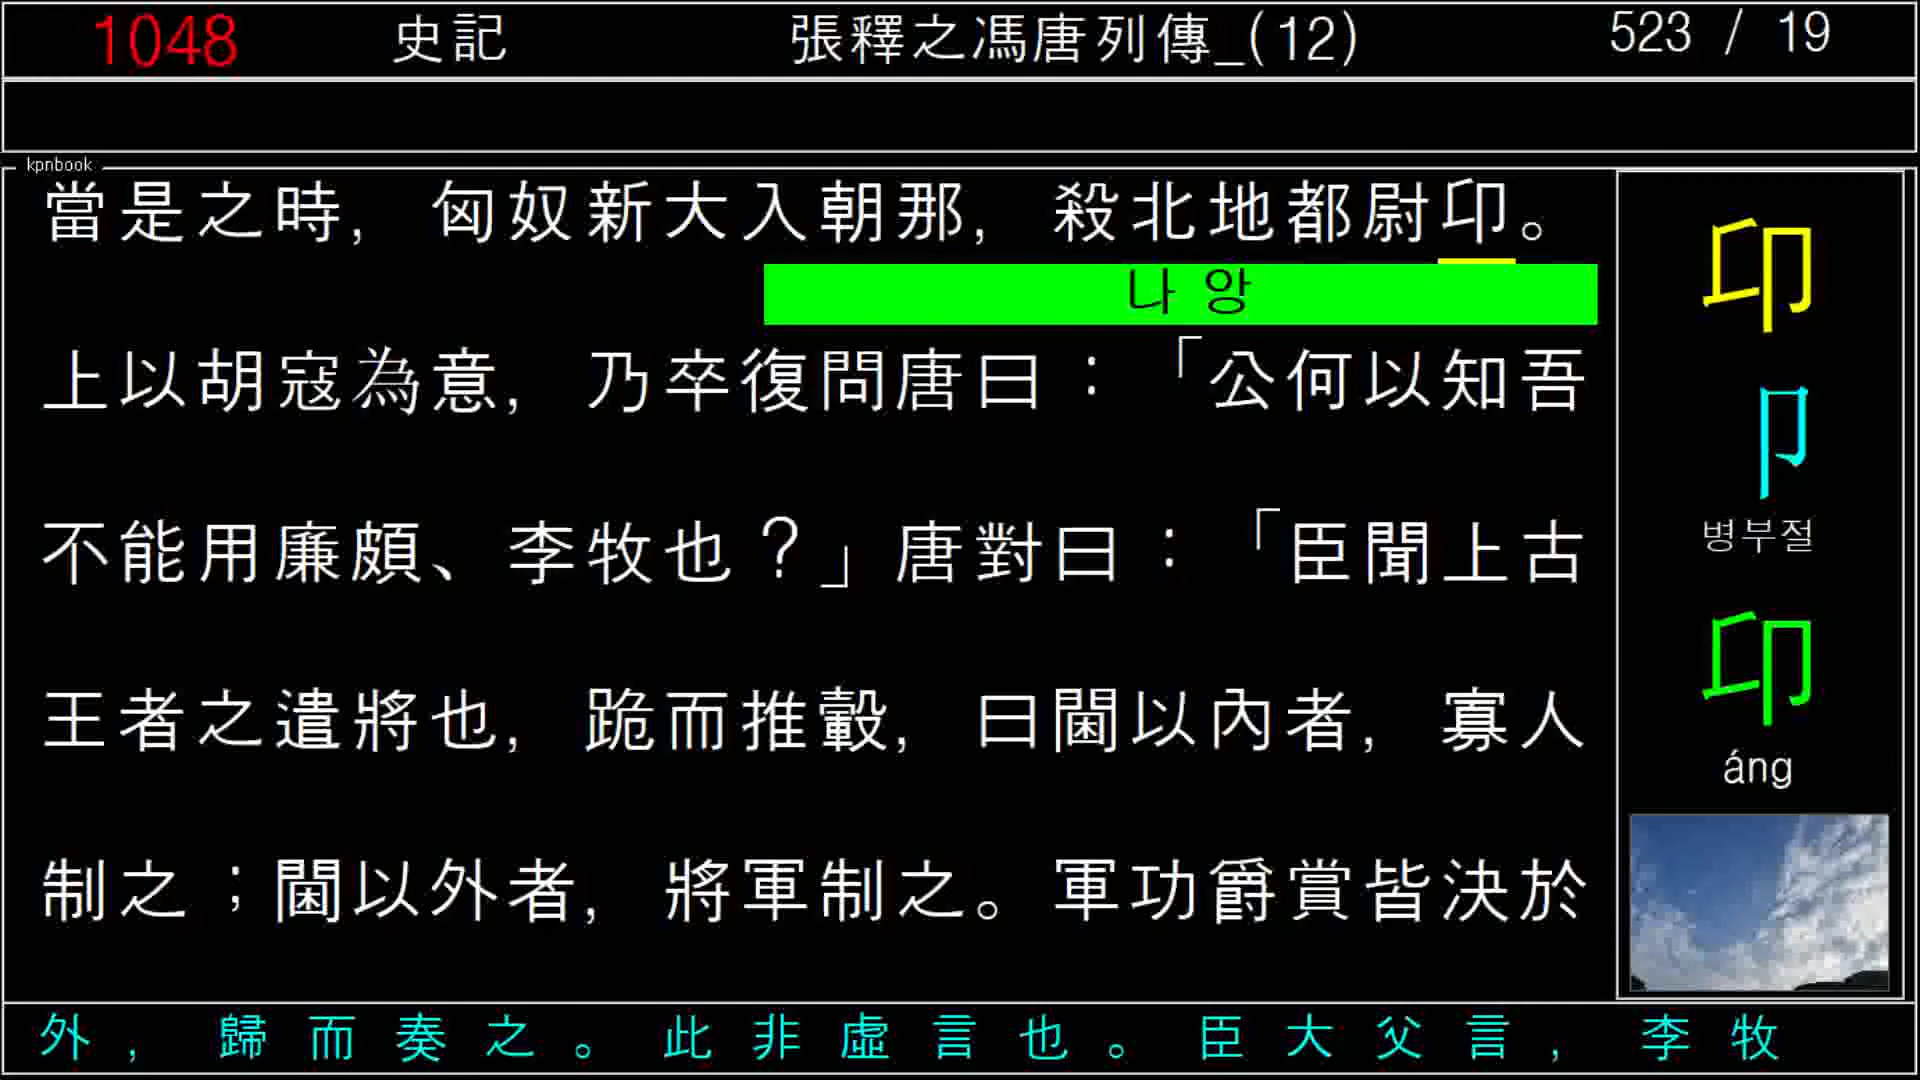 1048 史記 張釋之馮唐列傳_(12) 523 / 19
kpnbook
當是之時, 匈奴新大入朝那, 殺北地都尉卬。
나 앙
上以胡寇為意, 乃卒復問唐曰：「公何以知吾
不能用廉頗、李牧也？」唐對曰：「臣聞上古
王者之遣將也, 跪而推轂, 曰閫以內者, 寡人
制之；閫以外者, 將軍制之。軍功爵賞皆決於
卬
卩
병부절
卬
áng
外, 歸而奏之。此非虛言也。臣大父言, 李牧